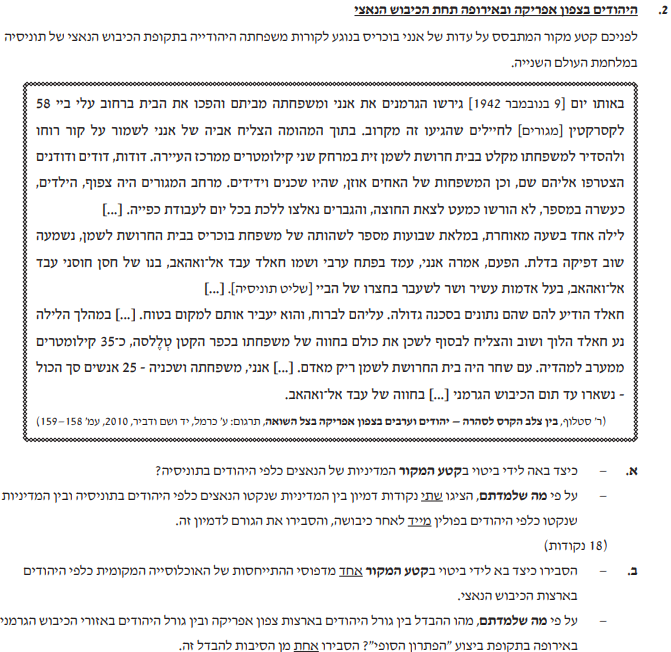 2. היהודים בצפון אפריקה ובאירופה תחת הכיבוש הנאצי
לפניכם קטע מקור המתבסס על עדות של אנני בוכריס בנוגע לקורות משפחתה היהודייה בתקופת הכיבוש הנאצי של תוניסיה
במלחמת העולם השנייה.
באותו יום [9 בנובמבר 1942] גירשו הגרמנים את אנני ומשפחתה מביתם והפכו את הבית ברחוב עלי ביי 58
לקסרקטין [מגורים] לחיילים שהגיעו זה מקרוב. בתוך המהומה הצליח אביה של אנני לשמור על קור רוחו
ולהסדיר למשפחתו מקלט בבית חרושת לשמן זית במרחק שני קילומטרים ממרכז העיירה. דודות, דודים ודודנים
הצטרפו אליהם שם, וכן המשפחות של האחים אוזן, שהיו שכנים וידידים. מרחב המגורים היה צפוף, הילדים,
כעשרה במספר, לא הורשו כמעט לצאת החוצה, והגברים נאלצו ללכת בכל יום לעבודת כפייה. [...]
לילה אחד בשעה מאוחרת, במלאת שבועות מספר לשהותה של משפחת בוכריס בבית החרושת לשמן, נשמעה
שוב דפיקה בדלת. הפעם, אמרה אנני, עמד בפתח ערבי ושמו חאלד עבד אל־ואהאב, בנו של חסן חוסני עבד
אל־ואהאב, בעל אדמות עשיר ושר לשעבר בחצרו של הביי [שליט תוניסיה]. [...]
חאלד הודיע להם שהם נתונים בסכנה גדולה. עליהם לברוח, והוא יעביר אותם למקום בטוח. [...] במהלך הלילה
נע חאלד הלוך ושוב והצליח לבסוף לשכן את כולם בחווה של משפחתו בכפר הקטן טְלֶלסה, כ־35 קילומטרים
ממערב למהדיה. עם שחר היה בית החרושת לשמן ריק מאדם. [...] אנני, משפחתה ושכניה - 25 אנשים סך הכול
- נשארו עד תום הכיבוש הגרמני [...] בחווה של עבד אל־ואהאב.
(ר' סטלוף, בין צלב הקרס לסהרה – יהודים וערבים בצפון אפריקה בצל השואה, תרגום: ע' כרמל, יד ושם ודביר, 2010, עמ' 158–159)
א. – כיצד באה לידי ביטוי בקטע המקור המדיניות של הנאצים כלפי היהודים בתוניסיה?
– על פי מה שלמדתם, הציגו שתי נקודות דמיון בין המדיניות שנקטו הנאצים כלפי היהודים בתוניסיה ובין המדיניות
שנקטו כלפי היהודים בפולין מייד לאחר כיבושה, והסבירו את הגורם לדמיון זה.
(18 נקודות)
ב. – הסבירו כיצד בא לידי ביטוי בקטע המקור אחד מדפוסי ההתייחסות של האוכלוסייה המקומית כלפי היהודים
בארצות הכיבוש הנאצי.
– על פי מה שלמדתם, מהו ההבדל בין גורל היהודים בארצות צפון אפריקה ובין גורל היהודים באזורי הכיבוש הגרמני
באירופה בתקופת ביצוע "הפתרון הסופי"? הסבירו אחת מן הסיבות להבדל זה.